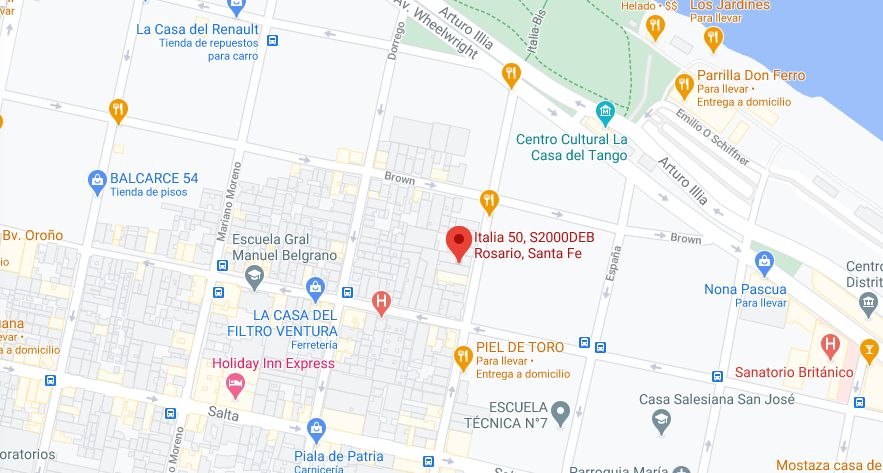 Helado • $$
Los Jardines
Para llevar
La Casa del Renault
Tienda de repuestos
para carro
Dorrego
Av. Wheelwright
Arturo Illia
Italia Bis
Parrilla Don Ferro
Para llevar •
Entrega a domicilio
Centro Cultural La
Casa del Tango
Emilio O Schiffner
Arturo Illia
BALCARCE 54
Tienda de pisos
Brown
Mariano Moreno
Bv. Oroño
Escuela Gral
Manuel Belgrano
Italia 50, S2000DEB
Rosario, Santa Fe
Brown
España
Nona Pascua
Para llevar
Centro
Distrit
LA CASA DEL
FILTRO VENTURA
Ferretería
PIEL DE TORO
Para llevar •
Entrega a domicilio
uana
evar •
a a domicilio
Holiday Inn Express
Sanatorio Británico
Salta
ESCUELA
TÉCNICA N°7
Casa Salesiana San José
oratorios
Moreno
Piala de Patria
Carnicería
Parroquia María
Mostaza casa de